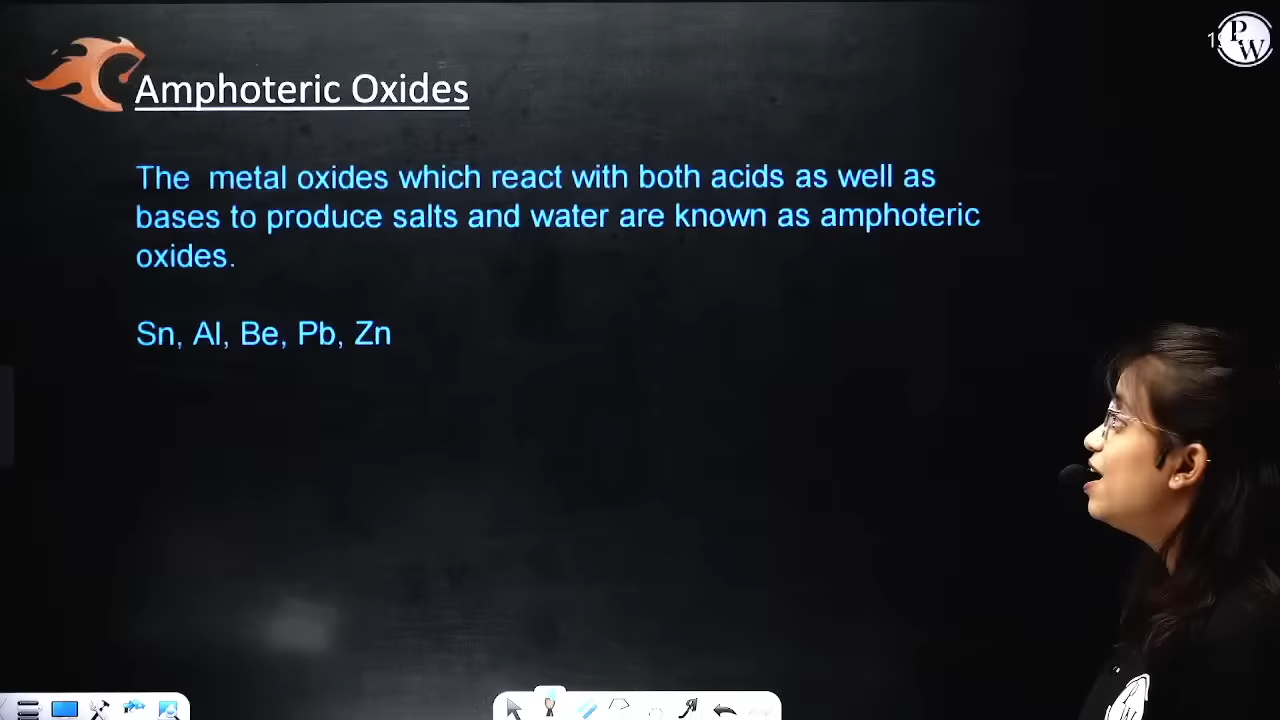 PW
Amphoteric Oxides
The metal oxides which react with both acids as well as
bases to produce salts and water are known as amphoteric
oxides.
Sn, Al, Be, Pb, Zn